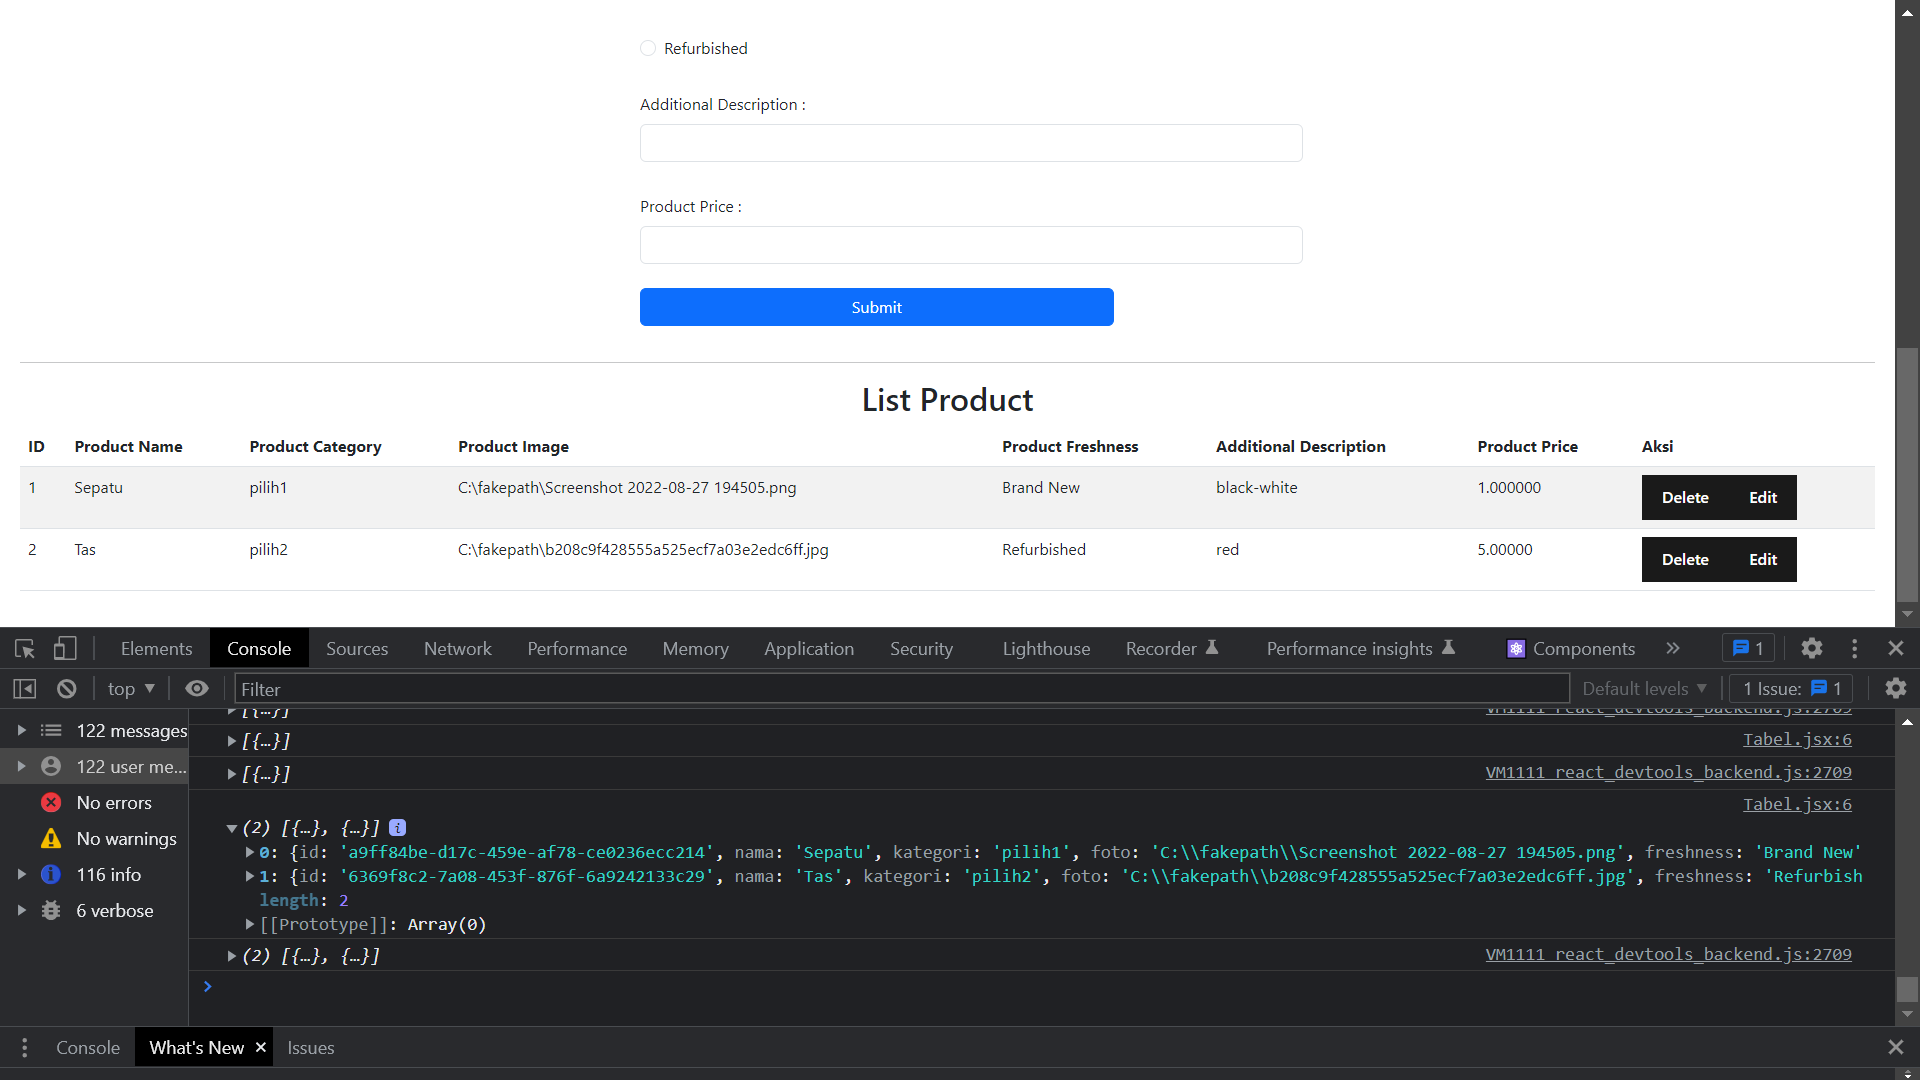 Refurbished
Additional Description :
Product Price :
Submit
List Product
ID Product Name Product Category Product Image Product Freshness Additional Description Product Price Aksi
1 Sepatu pilih1 C:\fakepath\Screenshot 2022-08-27 194505.png Brand New black-white 1.000000 Delete Edit
2 Tas pilih2 C:\fakepath\b208c9f428555a525ecf7a03e2edc6ff.jpg Refurbished red 5.00000 Delete Edit
Elements Console Sources Network Performance Memory Application Security Lighthouse Recorder Performance insights Components » 1
top Filter Default levels 1 Issue: 1
[{…}] VM1111 react_devtools_backend.js:2709
122 messages
[{…}] Tabel.jsx:6
122 user me...
[{…}] VM1111 react_devtools_backend.js:2709
No errors
Tabel.jsx:6
No warnings
(2) [{…}, {…}] i
0: {id: 'a9ff84be-d17c-459e-af78-ce0236ecc214', nama: 'Sepatu', kategori: 'pilih1', foto: 'C:\\fakepath\\Screenshot 2022-08-27 194505.png', freshness: 'Brand New'
116 info
1: {id: '6369f8c2-7a08-453f-876f-6a9242133c29', nama: 'Tas', kategori: 'pilih2', foto: 'C:\\fakepath\\b208c9f428555a525ecf7a03e2edc6ff.jpg', freshness: 'Refurbish
length: 2
6 verbose
[[Prototype]]: Array(0)
(2) [{…}, {…}] VM1111 react_devtools_backend.js:2709
>
Console What's New × Issues